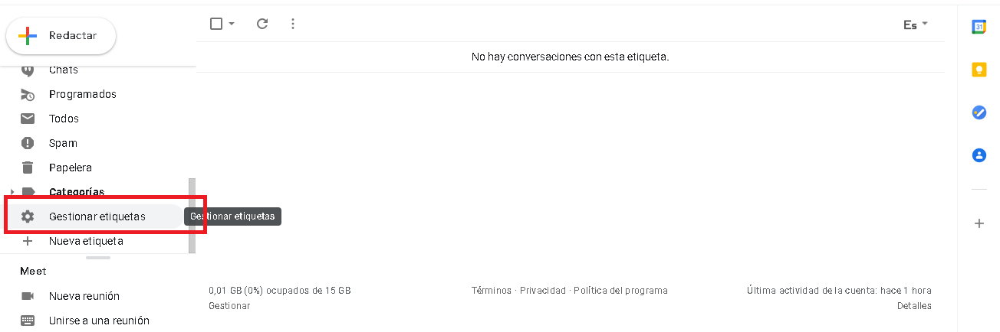 Redactar
Es
No hay conversaciones con esta etiqueta.
Chats
Programados
Todos
Spam
Papelera
Categorías
Gestionar etiquetas
Gestionar etiquetas
Nueva etiqueta
Meet
Nueva reunión
Unirse a una reunión
0,01 GB (0%) ocupados de 15 GB
Gestionar
Términos · Privacidad · Política del programa
Última actividad de la cuenta: hace 1 hora
Detalles
31